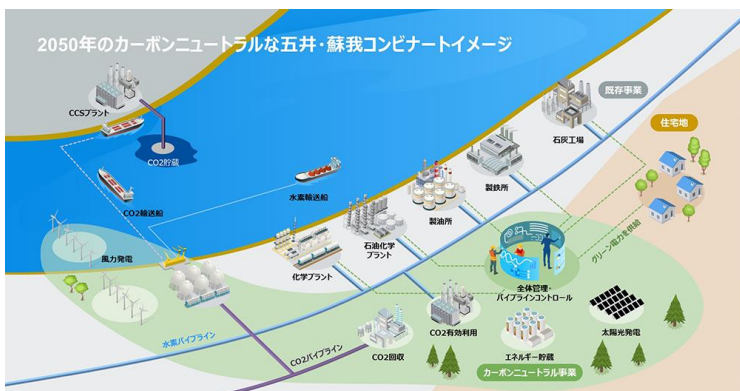 2050年のカーボンニュートラルな五井・蘇我コンビナートイメージ
CCSプラント
既存事業
石灰工場
住宅地
CO2貯蔵
製鉄所
CO2輸送船
水素輸送船
製油所
石油化学
プラント
グリーン電力を供給
風力発電
化学プラント
全体管理・
パイプラインコントロール
水素パイプライン
CO2パイプライン
CO2回収
CO2有効利用
エネルギー貯蔵
太陽光発電
カーボンニュートラル事業